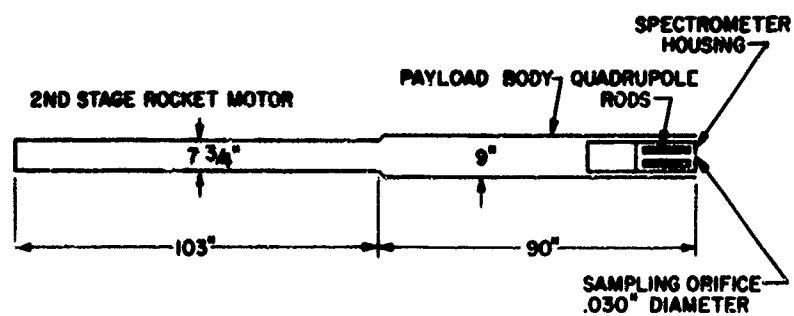 SPECTROMETER
HOUSING
PAYLOAD BODY
QUADRUPOLE
RODS
2ND STAGE ROCKET MOTOR
7 3/4"
9"
103"
90"
SAMPLING ORIFICE
.030" DIAMETER